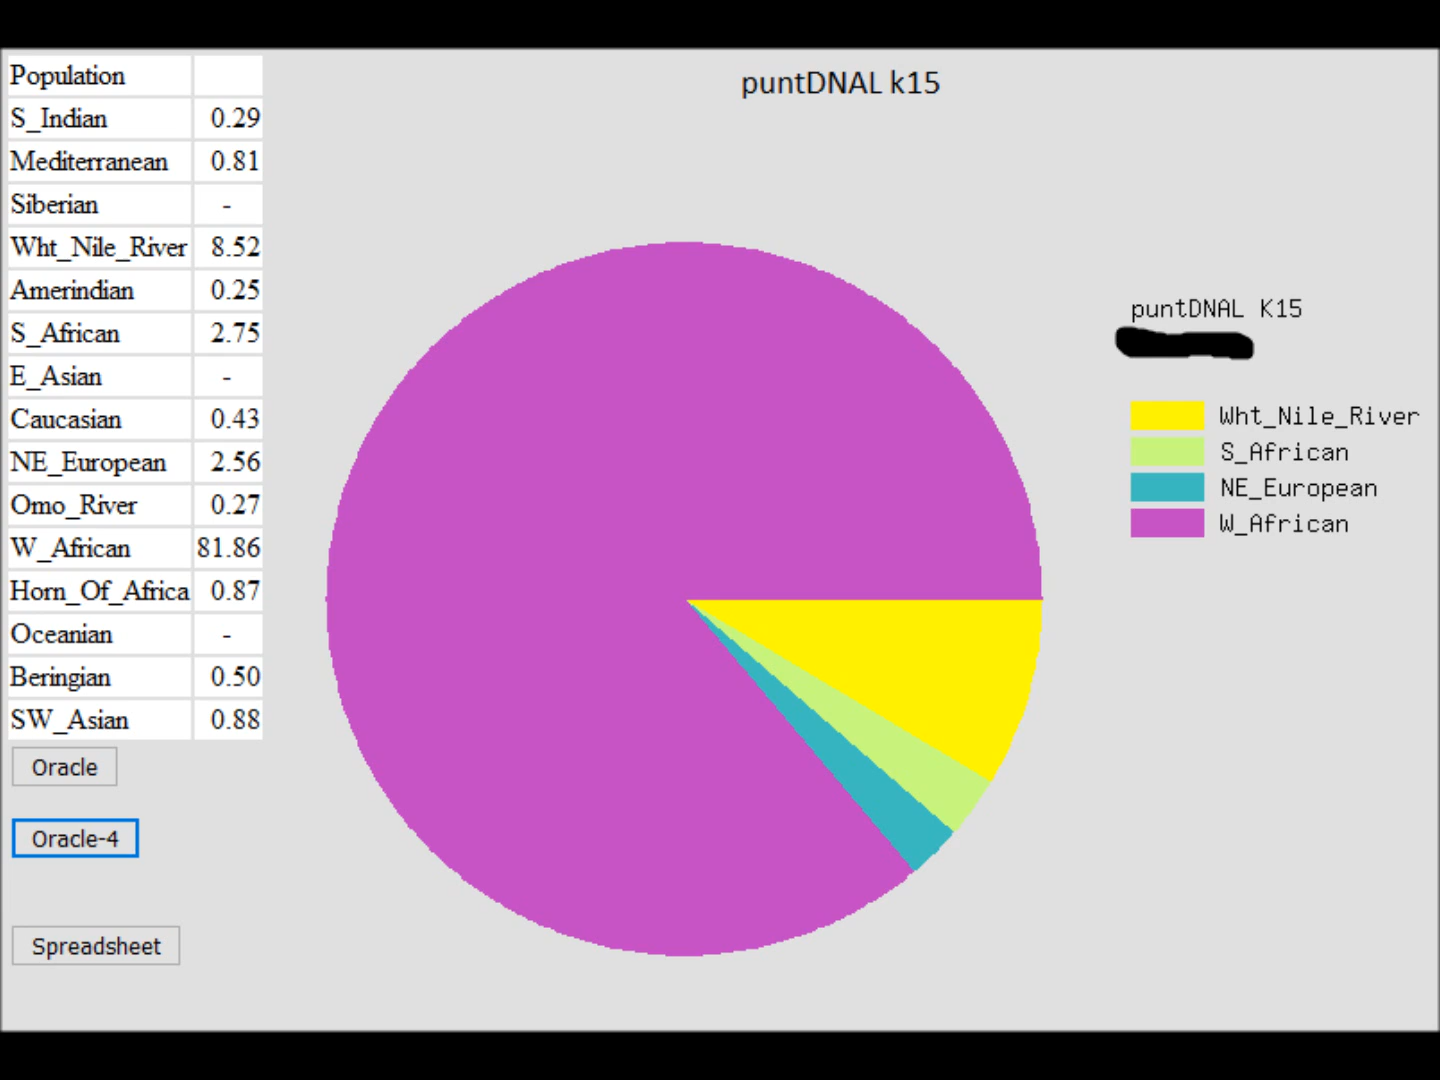 puntDNAL k15
Population
S_Indian 0.29
Mediterranean 0.81
Siberian -
Wht_Nile_River 8.52
Amerindian 0.25
S_African 2.75
E_Asian -
Caucasian 0.43
NE_European 2.56
Omo_River 0.27
W_African 81.86
Horn_Of_Africa 0.87
Oceanian -
Beringian 0.50
SW_Asian 0.88
Oracle
Oracle-4
Spreadsheet
puntDNAL K15
Wht_Nile_River
S_African
NE_European
W_African